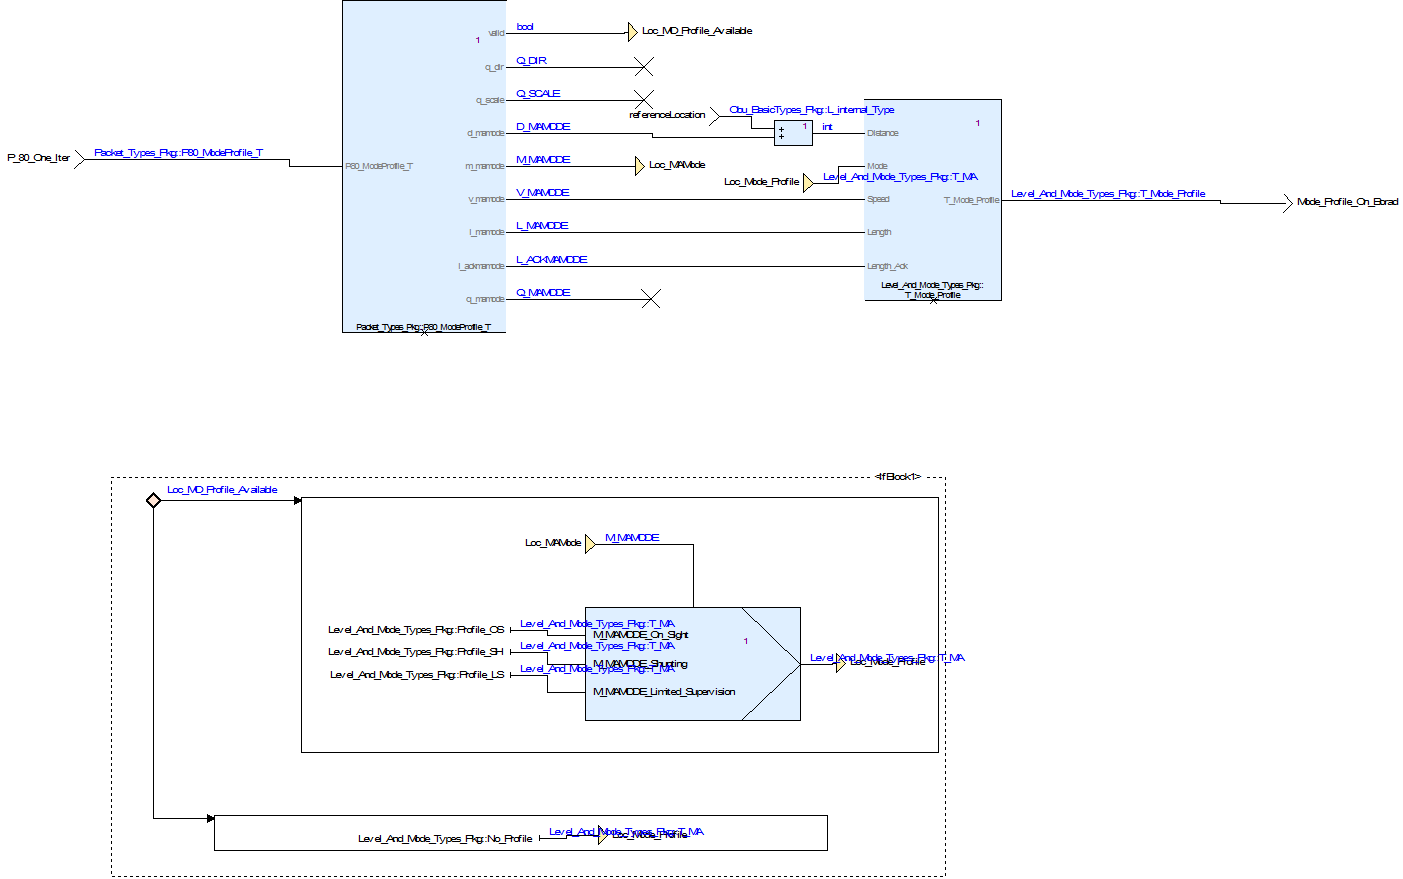 bool
valid
1
Loc_MD_Profile_Available
Q_DIR
q_dir
Q_SCALE
q_scale
Obu_BasicTypes_Pkg::L_internal_Type
referenceLocation
1
D_MAMODE
d_mamode
1
int
Distance
P_80_One_Iter
Packet_Types_Pkg::P80_ModeProfile_T
P80_ModeProfile_T
M_MAMODE
m_mamode
Loc_MAMode
Mode
Loc_Mode_Profile
Level_And_Mode_Types_Pkg::T_MA
V_MAMODE
v_mamode
Speed
T_Mode_Profile
Level_And_Mode_Types_Pkg::T_Mode_Profile
Mode_Profile_On_Borad
L_MAMODE
l_mamode
Length
L_ACKMAMODE
l_ackmamode
Length_Ack
Q_MAMODE
q_mamode
Level_And_Mode_Types_Pkg::
T_Mode_Profile
Packet_Types_Pkg::P80_ModeProfile_T
<IfBlock1>
Loc_MD_Profile_Available
Loc_MAMode
M_MAMODE
Level_And_Mode_Types_Pkg::T_MA
Level_And_Mode_Types_Pkg::Profile_OS
M_MAMODE_On_Sight
1
Level_And_Mode_Types_Pkg::T_MA
Level_And_Mode_Types_Pkg::Profile_SH
M_MAMODE_Shunting
Level_And_Mode_Types_Pkg::T_MA
Level_And_Mode_Types_Pkg::T_MA
Loc_Mode_Profile
Level_And_Mode_Types_Pkg::Profile_LS
M_MAMODE_Limited_Supervision
Level_And_Mode_Types_Pkg::T_MA
Level_And_Mode_Types_Pkg::No_Profile
Loc_Mode_Profile